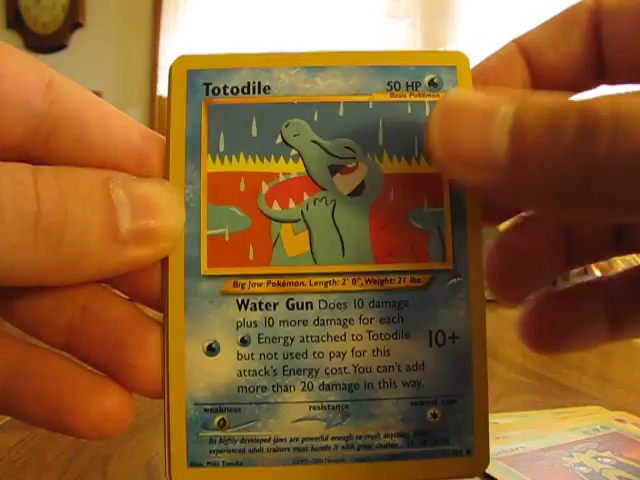 Totodile
50 HP
Basic Pokémon
Big Jaw Pokémon. Length: 2' 0", Weight: 21 lbs.
Water Gun Does 10 damage
plus 10 more damage for each
Energy attached to Totodile
but not used to pay for this
attack's Energy cost. You can't add
more than 20 damage in this way.
10+
weakness
resistance
retreat cost
Its highly developed jaws are powerful enough to crush anything. Even
experienced adult trainers must handle it with great caution.
Illus. Miki Tanaka